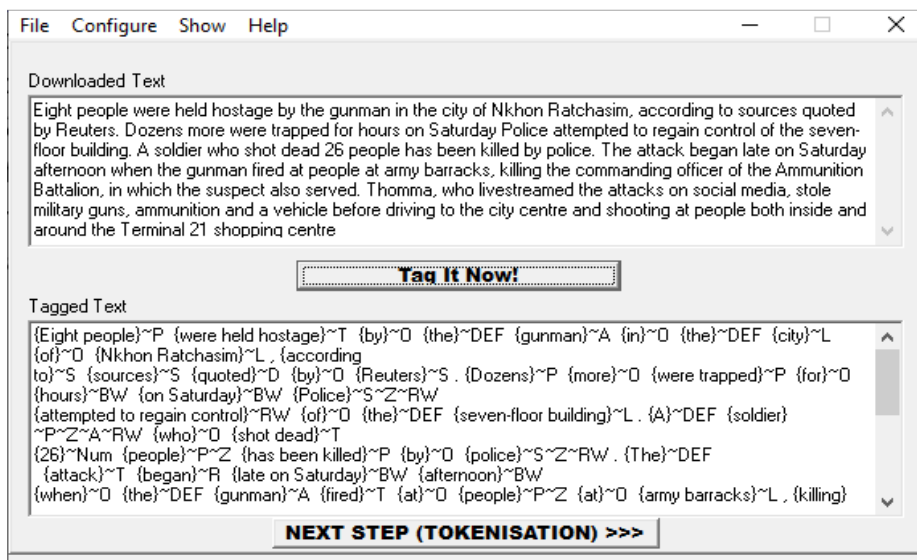 File Configure Show Help
Downloaded Text
Eight people were held hostage by the gunman in the city of Nkhon Ratchasim, according to sources quoted
by Reuters. Dozens more were trapped for hours on Saturday Police attempted to regain control of the seven-
floor building. A soldier who shot dead 26 people has been killed by police. The attack began late on Saturday
afternoon when the gunman fired at people at army barracks, killing the commanding officer of the Ammunition
Battalion, in which the suspect also served. Thomma, who livestreamed the attacks on social media, stole
military guns, ammunition and a vehicle before driving to the city centre and shooting at people both inside and
around the Terminal 21 shopping centre
Tag It Now!
Tagged Text
{Eight people}~P {were held hostage}~T {by}~O {the}~DEF {gunman}~A {in}~O {the}~DEF {city}~L
{of}~O {Nkhon Ratchasim}~L , {according
to}~S {sources}~S {quoted}~D {by}~O {Reuters}~S . {Dozens}~P {more}~O {were trapped}~P {for}~O
{hours}~BW {on Saturday}~BW {Police}~S~Z~RW
{attempted to regain control}~RW {of}~O {the}~DEF {seven-floor building}~L . {A}~DEF {soldier}
~P~Z~A~RW {who}~O {shot dead}~T
{26}~Num {people}~P~Z {has been killed}~P {by}~O {police}~S~Z~RW . {The}~DEF
{attack}~T {began}~R {late on Saturday}~BW {afternoon}~BW
{when}~O {the}~DEF {gunman}~A {fired}~T {at}~O {people}~P~Z {at}~O {army barracks}~L , {killing}
NEXT STEP (TOKENISATION) >>>